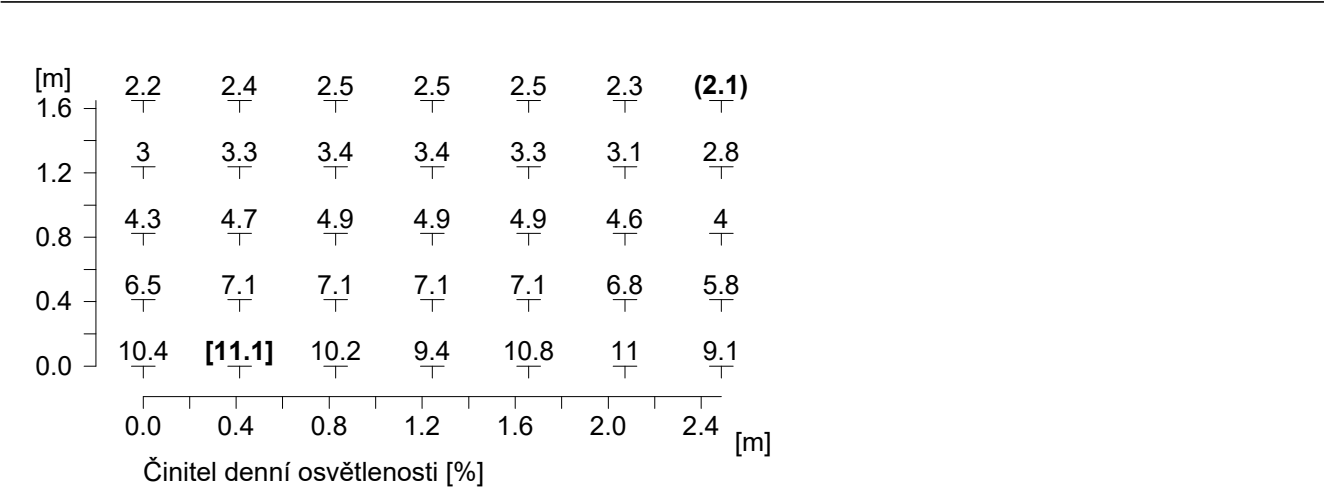 [m] 2.2 2.4 2.5 2.5 2.5 2.3 (2.1)
1.6
3 3.3 3.4 3.4 3.3 3.1 2.8
1.2
4.3 4.7 4.9 4.9 4.9 4.6 4
0.8
6.5 7.1 7.1 7.1 7.1 6.8 5.8
0.4
10.4 [11.1] 10.2 9.4 10.8 11 9.1
0.0
0.0 0.4 0.8 1.2 1.6 2.0 2.4 [m]
Činitel denní osvětlenosti [%]